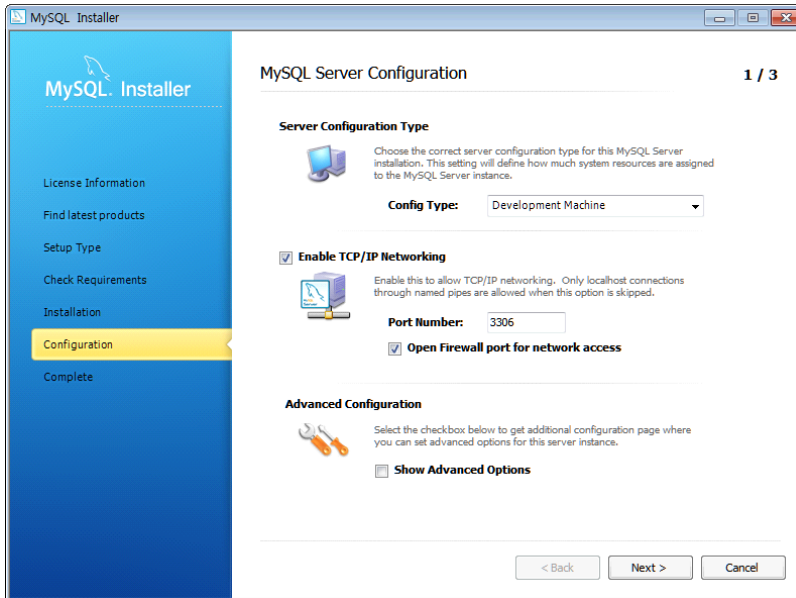 MySQL Installer
MySQL. Installer
License Information
Find latest products
Setup Type
Check Requirements
Installation
Configuration
Complete
MySQL Server Configuration
1 / 3
Server Configuration Type
Choose the correct server configuration type for this MySQL Server
installation. This setting will define how much system resources are assigned
to the MySQL Server instance.
Config Type: Development Machine
Enable TCP/IP Networking
Enable this to allow TCP/IP networking. Only localhost connections
through named pipes are allowed when this option is skipped.
Port Number: 3306
Open Firewall port for network access
Advanced Configuration
Select the checkbox below to get additional configuration page where
you can set advanced options for this server instance.
Show Advanced Options
< Back
Next >
Cancel